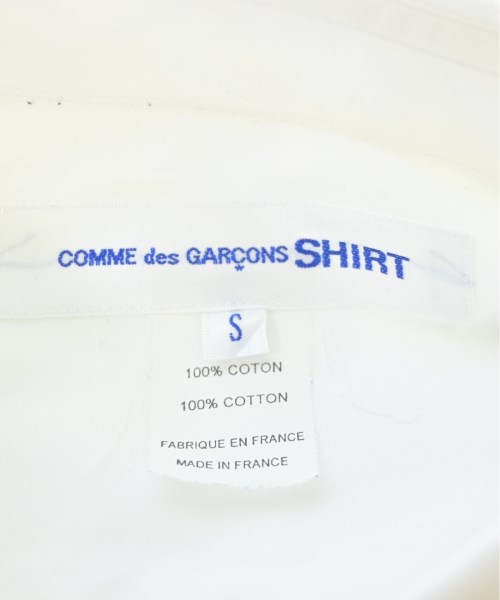 COMME des GARÇONS SHIRT
S
100% COTON
100% COTTON
FABRIQUE EN FRANCE
MADE IN FRANCE